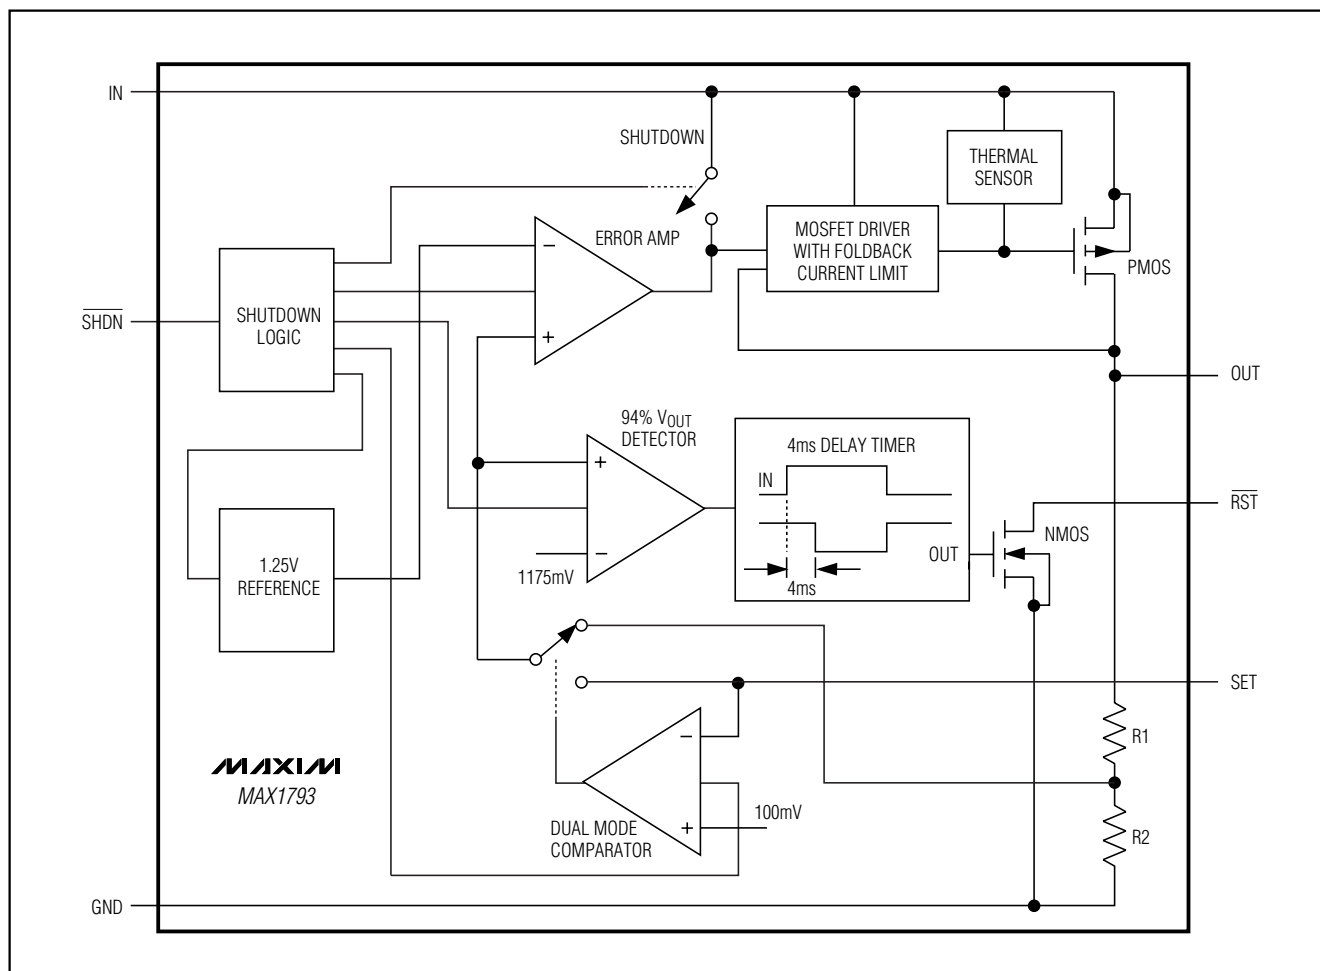 IN
SHUTDOWN
THERMAL
SENSOR
ERROR AMP
MOSFET DRIVER
WITH FOLDBACK
CURRENT LIMIT
PMOS
−
+
SHDN
SHUTDOWN
LOGIC
OUT
94% VOUT
DETECTOR
+
−
1175mV
4ms DELAY TIMER
IN
OUT
4ms
NMOS
RST
1.25V
REFERENCE
SET
R1
−
+
100mV
DUAL MODE
COMPARATOR
R2
MAXIM
MAX1793
GND